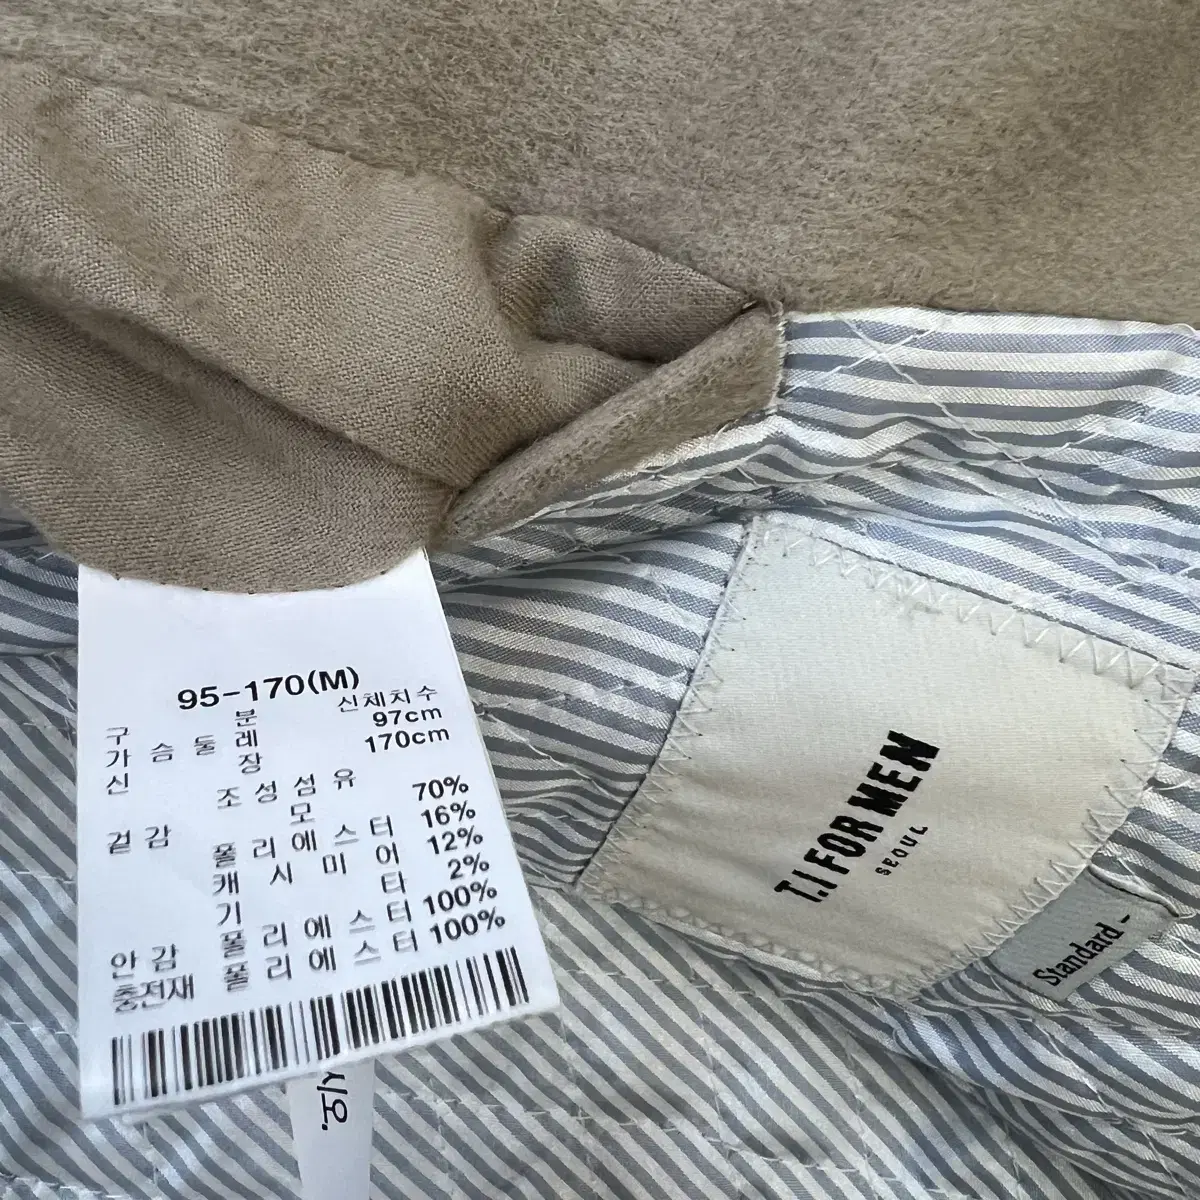 95-170(M)
구 분 신체치수
가 슴 둘 레 97cm
신 장 170cm
조 성 섬 유
겉 감 모 70%
폴 리 에 스 터 16%
캐 시 미 어 12%
기 타 2%
안 감 폴 리 에 스 터 100%
충전재 폴 리 에 스 터 100%
시오.
T.I FOR MEN
seoul
Standard -